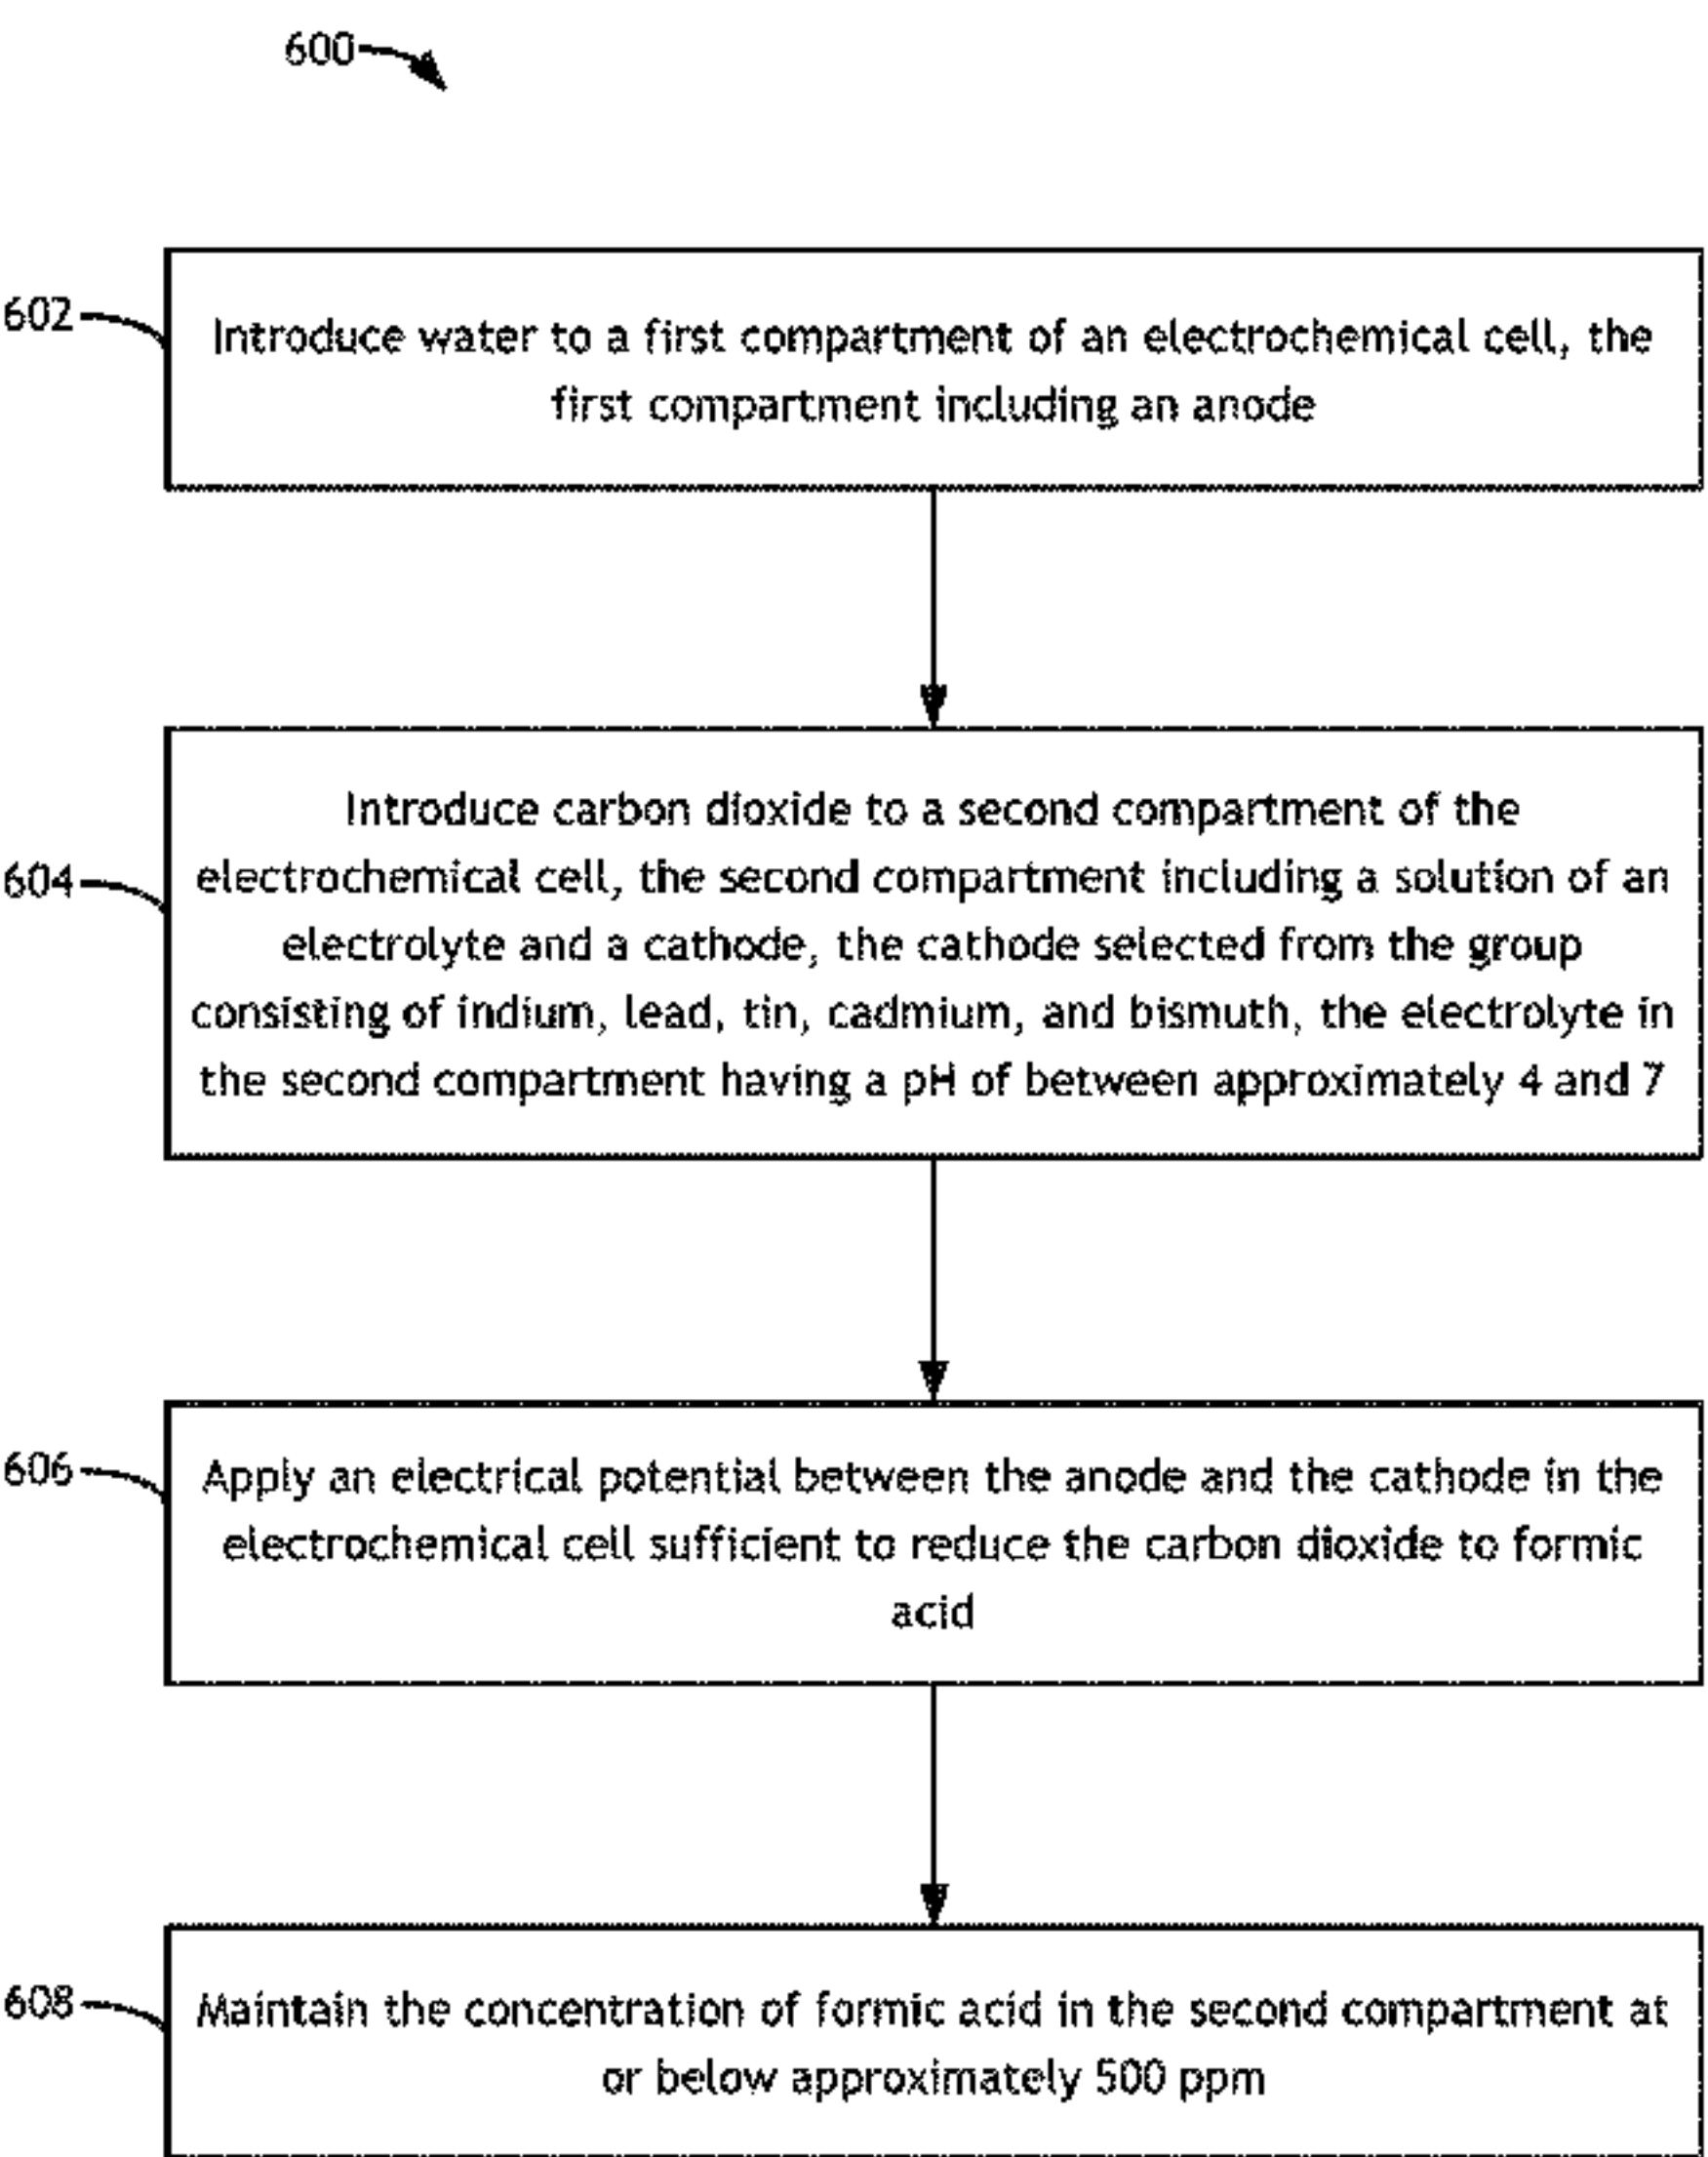 600
602
Introduce water to a first compartment of an electrochemical cell, the
first compartment including an anode
604
Introduce carbon dioxide to a second compartment of the
electrochemical cell, the second compartment including a solution of an
electrolyte and a cathode, the cathode selected from the group
consisting of indium, lead, tin, cadmium, and bismuth, the electrolyte in
the second compartment having a pH of between approximately 4 and 7
606
Apply an electrical potential between the anode and the cathode in the
electrochemical cell sufficient to reduce the carbon dioxide to formic
acid
608
Maintain the concentration of formic acid in the second compartment at
or below approximately 500 ppm